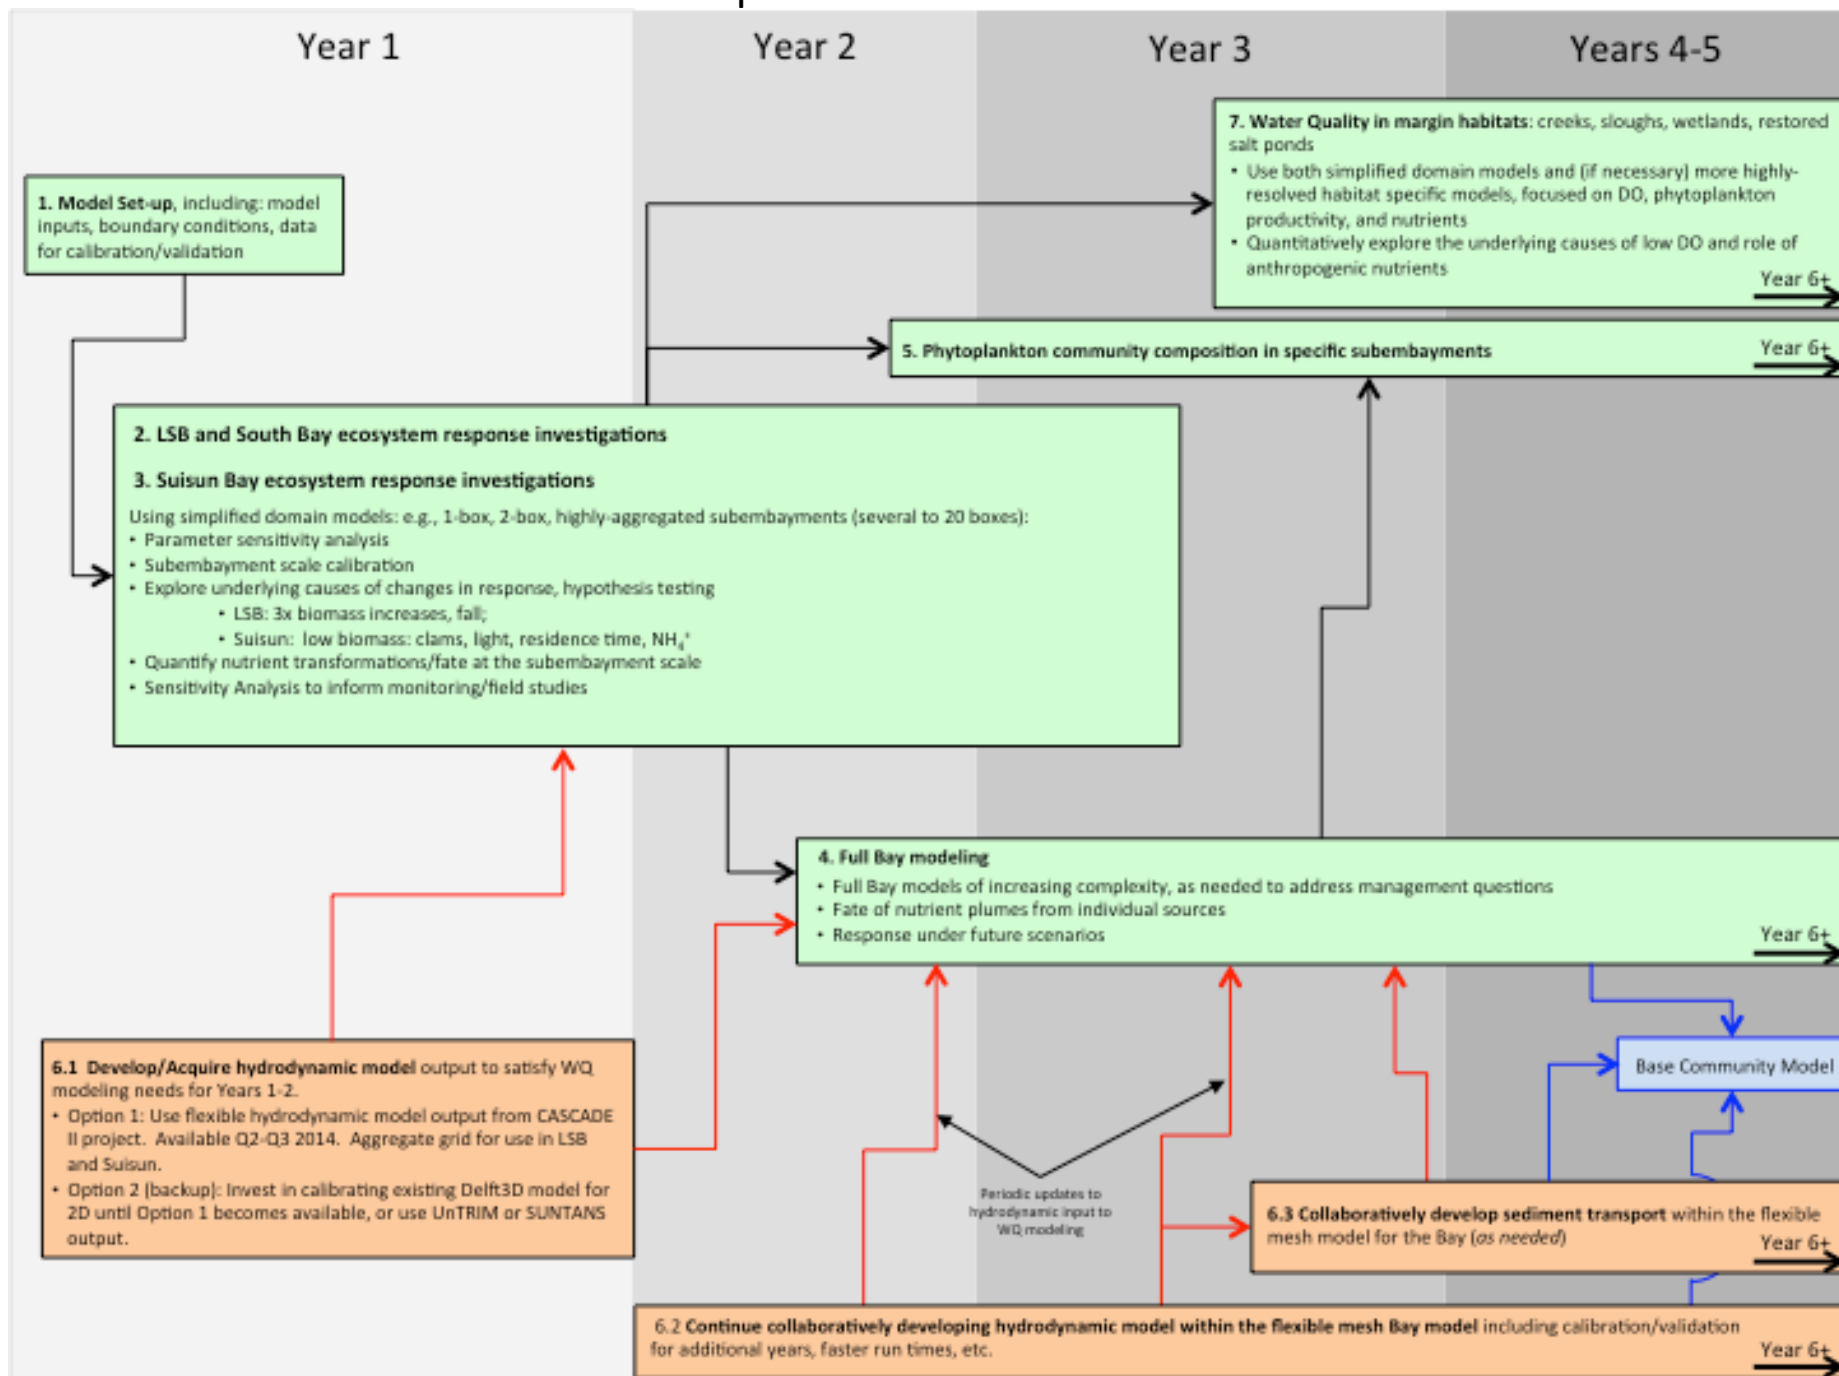 Year 1
Year 2
Year 3
Years 4-5
7. Water Quality in margin habitats: creeks, sloughs, wetlands, restored
salt ponds
• Use both simplified domain models and (if necessary) more highly-
resolved habitat specific models, focused on DO, phytoplankton
productivity, and nutrients
• Quantitatively explore the underlying causes of low DO and role of
anthropogenic nutrients
Year 6+
1. Model Set-up, including: model
inputs, boundary conditions, data
for calibration/validation
5. Phytoplankton community composition in specific subembayments
Year 6+
2. LSB and South Bay ecosystem response investigations
3. Suisun Bay ecosystem response investigations
Using simplified domain models: e.g., 1-box, 2-box, highly-aggregated subembayments (several to 20 boxes):
• Parameter sensitivity analysis
• Subembayment scale calibration
• Explore underlying causes of changes in response, hypothesis testing
• LSB: 3x biomass increases, fall;
• Suisun: low biomass: clams, light, residence time, NH₄⁺
• Quantify nutrient transformations/fate at the subembayment scale
• Sensitivity Analysis to inform monitoring/field studies
4. Full Bay modeling
• Full Bay models of increasing complexity, as needed to address management questions
• Fate of nutrient plumes from individual sources
• Response under future scenarios
Year 6+
6.1 Develop/Acquire hydrodynamic model output to satisfy WQ
modeling needs for Years 1-2.
• Option 1: Use flexible hydrodynamic model output from CASCADE
II project. Available Q2-Q3 2014. Aggregate grid for use in LSB
and Suisun.
• Option 2 (backup): Invest in calibrating existing Delft3D model for
2D until Option 1 becomes available, or use UnTRIM or SUNTANS
output.
Base Community Model
Periodic updates to
hydrodynamic input to
WQ modeling
6.3 Collaboratively develop sediment transport within the flexible
mesh model for the Bay (as needed)
Year 6+
6.2 Continue collaboratively developing hydrodynamic model within the flexible mesh Bay model including calibration/validation
for additional years, faster run times, etc.
Year 6+